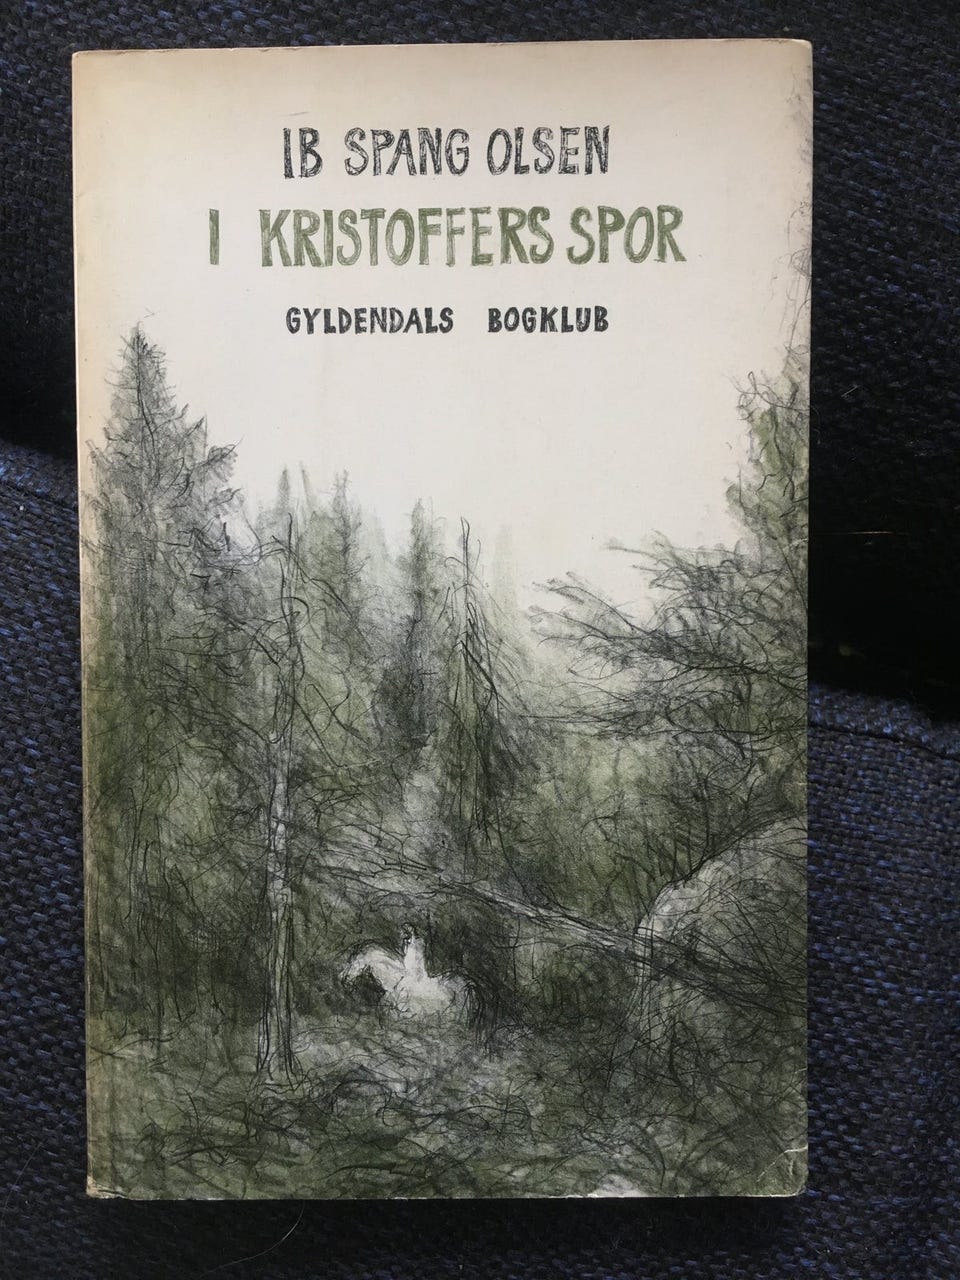 IB SPANG OLSEN
I KRISTOFFERS SPOR
GYLDENDALS BOGKLUB